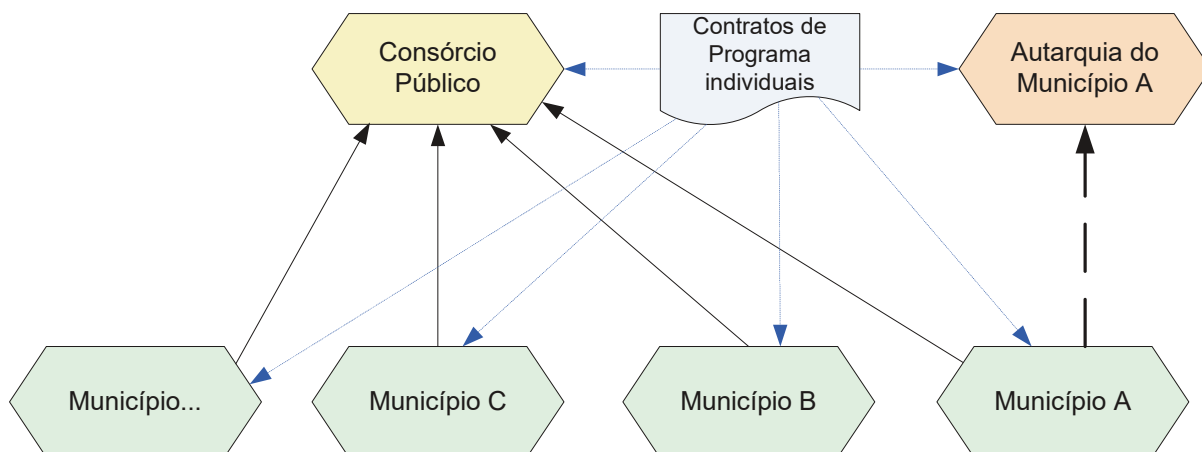 Consórcio
Público
Contratos de
Programa
individuais
Autarquia do
Município A
Município...
Município C
Município B
Município A